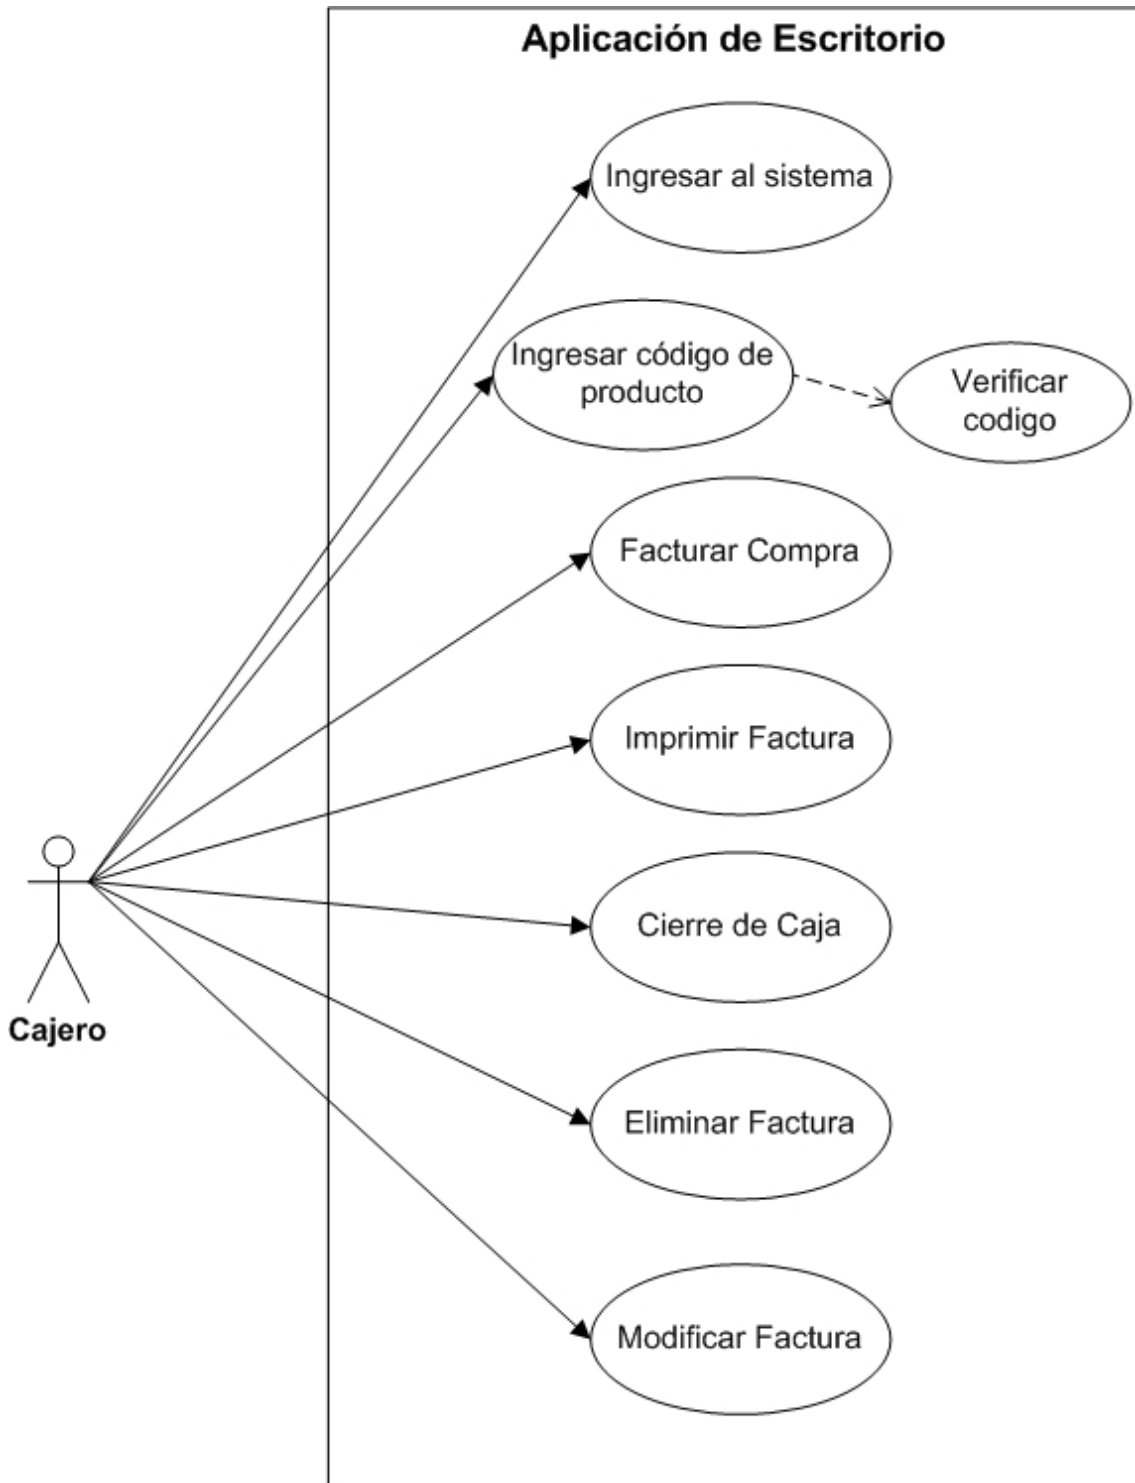 Aplicación de Escritorio
Ingresar al sistema
Ingresar código de
producto
Verificar
codigo
Facturar Compra
Imprimir Factura
Cierre de Caja
Cajero
Eliminar Factura
Modificar Factura